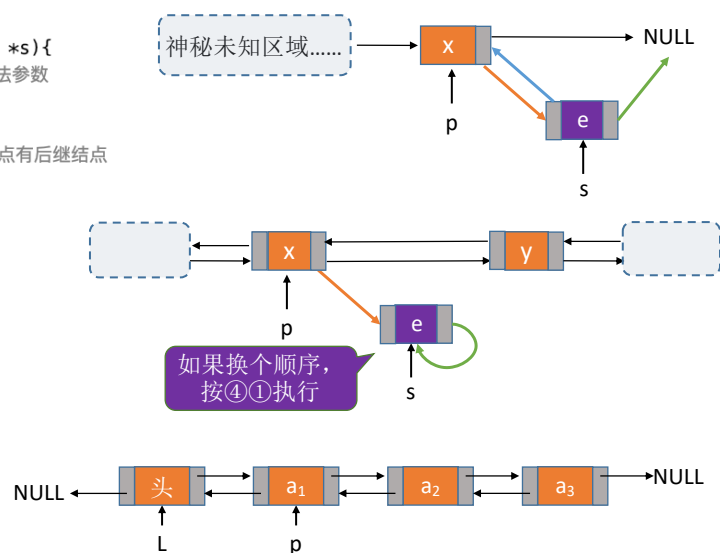 *s){
法参数
点有后继结点
神秘未知区域……
x
NULL
p
e
s
x
y
p
e
如果换个顺序，
按④①执行
s
NULL
头
a₁
a₂
a₃
NULL
L
p